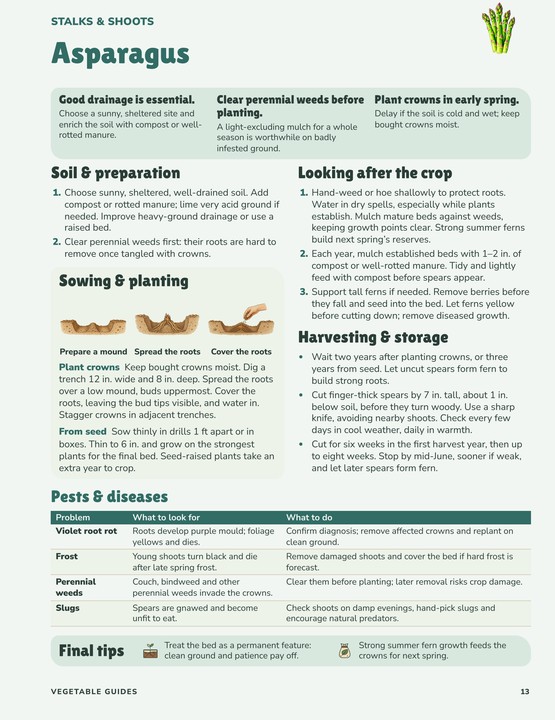 STALKS & SHOOTS
Asparagus
Good drainage is essential.
Choose a sunny, sheltered site and
enrich the soil with compost or well-
rotted manure.
Clear perennial weeds before
planting.
A light-excluding mulch for a whole
season is worthwhile on badly
infested ground.
Plant crowns in early spring.
Delay if the soil is cold and wet; keep
bought crowns moist.
Soil & preparation
1. Choose sunny, sheltered, well-drained soil. Add
compost or rotted manure; lime very acid ground if
needed. Improve heavy-ground drainage or use a
raised bed.
2. Clear perennial weeds first: their roots are hard to
remove once tangled with crowns.
Sowing & planting
Prepare a mound Spread the roots Cover the roots
Plant crowns Keep bought crowns moist. Dig a
trench 12 in. wide and 8 in. deep. Spread the roots
over a low mound, buds uppermost. Cover the
roots, leaving the bud tips visible, and water in.
Stagger crowns in adjacent trenches.
From seed Sow thinly in drills 1 ft apart or in
boxes. Thin to 6 in. and grow on the strongest
plants for the final bed. Seed-raised plants take an
extra year to crop.
Looking after the crop
1. Hand-weed or hoe shallowly to protect roots.
Water in dry spells, especially while plants
establish. Mulch mature beds against weeds,
keeping growth points clear. Strong summer ferns
build next spring's reserves.
2. Each year, mulch established beds with 1–2 in. of
compost or well-rotted manure. Tidy and lightly
feed with compost before spears appear.
3. Support tall ferns if needed. Remove berries before
they fall and seed into the bed. Let ferns yellow
before cutting down; remove diseased growth.
Harvesting & storage
• Wait two years after planting crowns, or three
years from seed. Let uncut spears form fern to
build strong roots.
• Cut finger-thick spears by 7 in. tall, about 1 in.
below soil, before they turn woody. Use a sharp
knife, avoiding nearby shoots. Check every few
days in cool weather, daily in warmth.
• Cut for six weeks in the first harvest year, then up
to eight weeks. Stop by mid-June, sooner if weak,
and let later spears form fern.
Pests & diseases
Problem What to look for What to do
Violet root rot Roots develop purple mould; foliage Confirm diagnosis; remove affected crowns and replant on
yellows and dies. clean ground.
Frost Young shoots turn black and die Remove damaged shoots and cover the bed if hard frost is
after late spring frost. forecast.
Perennial Couch, bindweed and other Clear them before planting; later removal risks crop damage.
weeds perennial weeds invade the crowns.
Slugs Spears are gnawed and become Check shoots on damp evenings, hand-pick slugs and
unfit to eat. encourage natural predators.
Final tips
Treat the bed as a permanent feature:
clean ground and patience pay off.
Strong summer fern growth feeds the
crowns for next spring.
VEGETABLE GUIDES 13